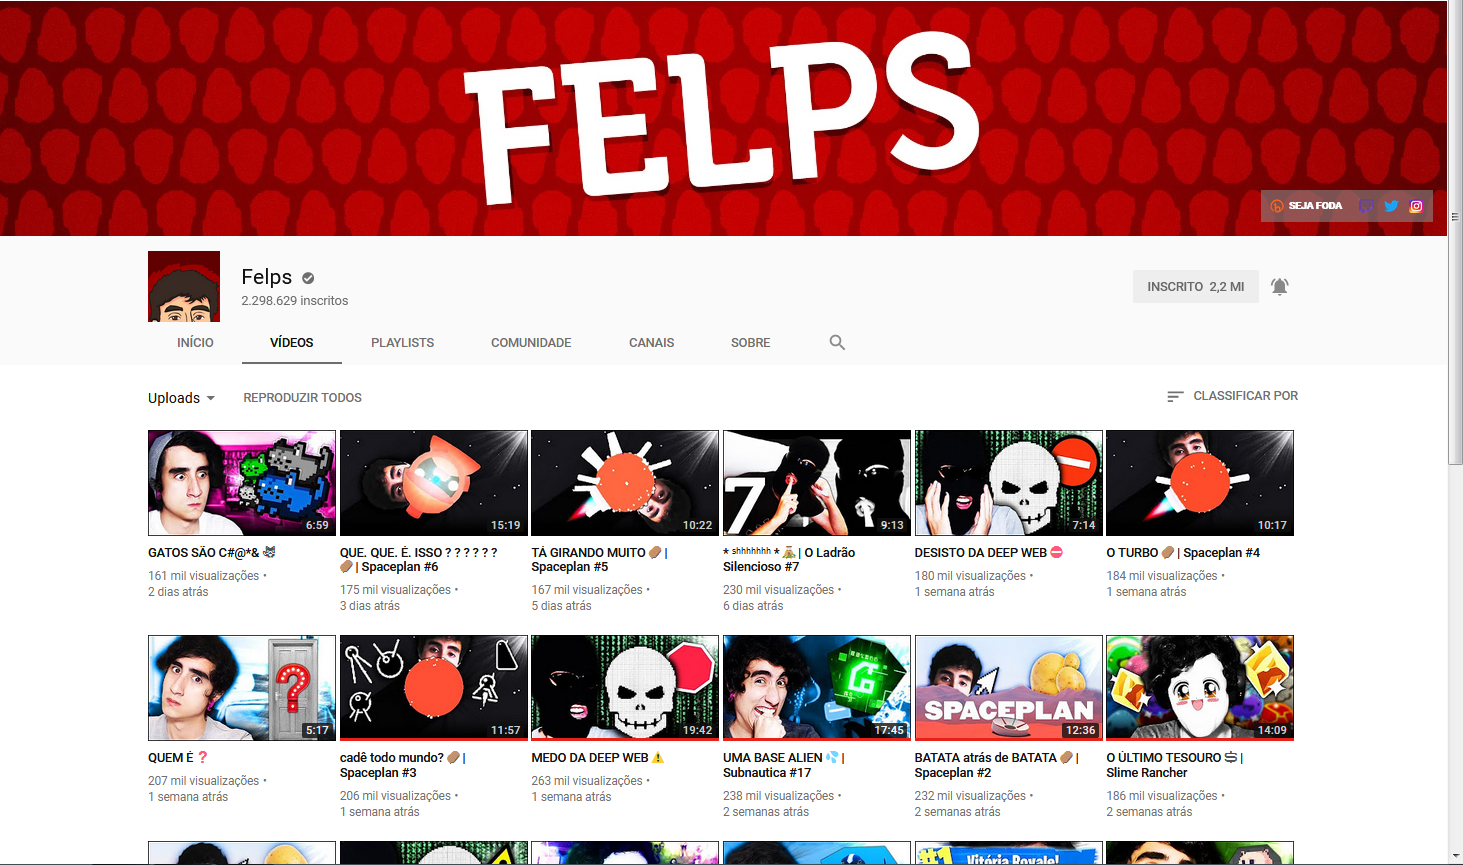 FELPS
SEJA FODA
Felps
2.298.629 inscritos
INSCRITO 2,2 MI
INÍCIO VÍDEOS PLAYLISTS COMUNIDADE CANAIS SOBRE
Uploads REPRODUZIR TODOS CLASSIFICAR POR
6:59 15:19 10:22 7 9:13 7:14 10:17
GATOS SÃO C#@*& 😼
161 mil visualizações •
2 dias atrás
QUE. QUE. É. ISSO ? ? ? ? ? ?
🥔 | Spaceplan #6
175 mil visualizações •
3 dias atrás
TÁ GIRANDO MUITO 🥔 |
Spaceplan #5
167 mil visualizações •
5 dias atrás
* ˢʰʰʰʰʰʰʰ * 💰 | O Ladrão
Silencioso #7
230 mil visualizações •
6 dias atrás
DESISTO DA DEEP WEB ⛔
180 mil visualizações •
1 semana atrás
O TURBO 🥔 | Spaceplan #4
184 mil visualizações •
1 semana atrás
? 5:17 11:57 19:42 17:45 SPACEPLAN 12:36 14:09
QUEM É ❓
207 mil visualizações •
1 semana atrás
cadê todo mundo? 🥔 |
Spaceplan #3
206 mil visualizações •
1 semana atrás
MEDO DA DEEP WEB ⚠
263 mil visualizações •
1 semana atrás
UMA BASE ALIEN 💦 |
Subnautica #17
238 mil visualizações •
2 semanas atrás
BATATA atrás de BATATA 🥔 |
Spaceplan #2
232 mil visualizações •
2 semanas atrás
O ÚLTIMO TESOURO |
Slime Rancher
186 mil visualizações •
2 semanas atrás
#1 Vitória Royale!